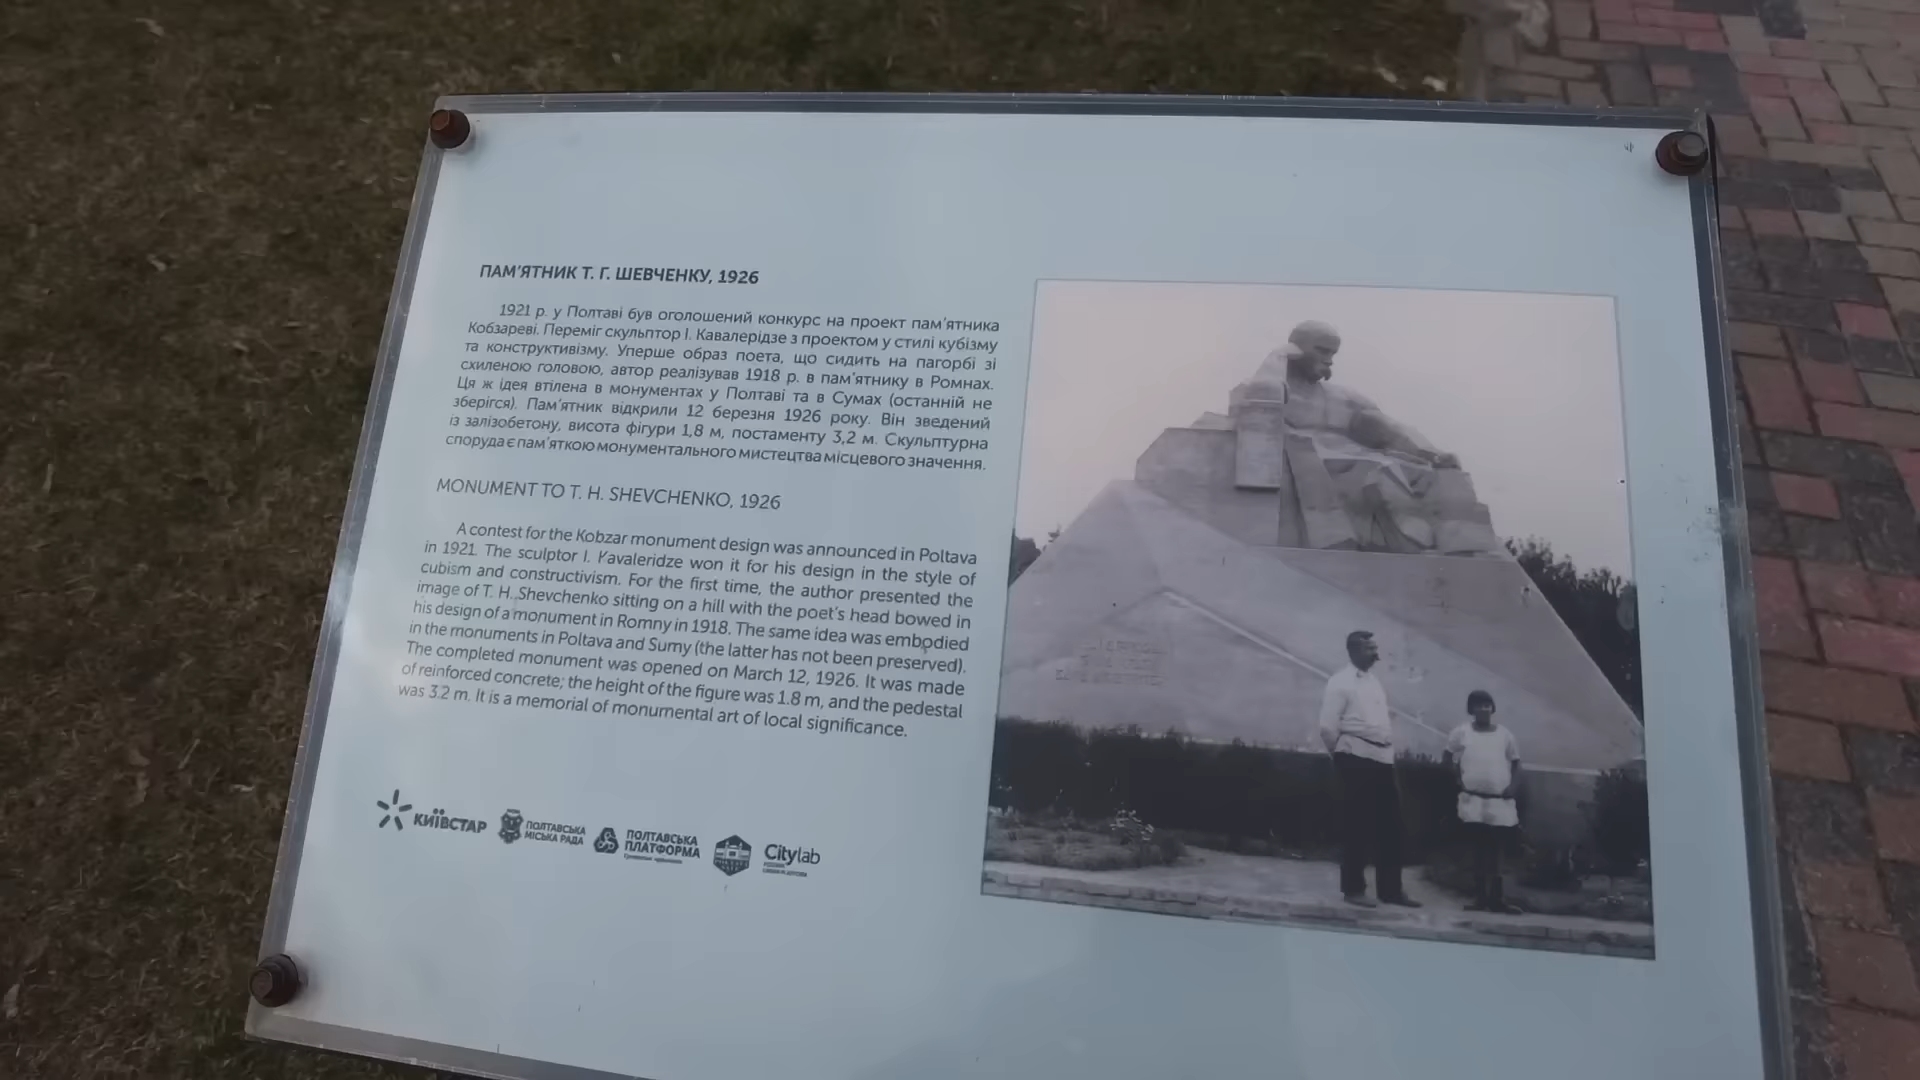 ПАМ'ЯТНИК Т. Г. ШЕВЧЕНКУ, 1926
1921 р. у Полтаві був оголошений конкурс на проект пам'ятника
Кобзареві. Переміг скульптор І. Кавалерідзе з проектом у стилі кубізму
та конструктивізму. Уперше образ поета, що сидить на пагорбі зі
схиленою головою, автор реалізував 1918 р. в пам'ятнику в Ромнах.
Ця ж ідея втілена в монументах у Полтаві та в Сумах (останній не
зберігся). Пам'ятник відкрили 12 березня 1926 року. Він зведений
із залізобетону, висота фігури 1,8 м, постаменту 3,2 м. Скульптурна
споруда є пам'яткою монументального мистецтва місцевого значення.
MONUMENT TO T. H. SHEVCHENKO, 1926
A contest for the Kobzar monument design was announced in Poltava
in 1921. The sculptor I. Kavaleridze won it for his design in the style of
cubism and constructivism. For the first time, the author presented the
image of T. H. Shevchenko sitting on a hill with the poet's head bowed in
his design of a monument in Romny in 1918. The same idea was embodied
in the monuments in Poltava and Sumy (the latter has not been preserved).
The completed monument was opened on March 12, 1926. It was made
of reinforced concrete; the height of the figure was 1.8 m, and the pedestal
was 3.2 m. It is a memorial of monumental art of local significance.
КИЇВСТАР
ПОЛТАВСЬКА
МІСЬКА РАДА
ПОЛТАВСЬКА
ПЛАТФОРМА
Citylab